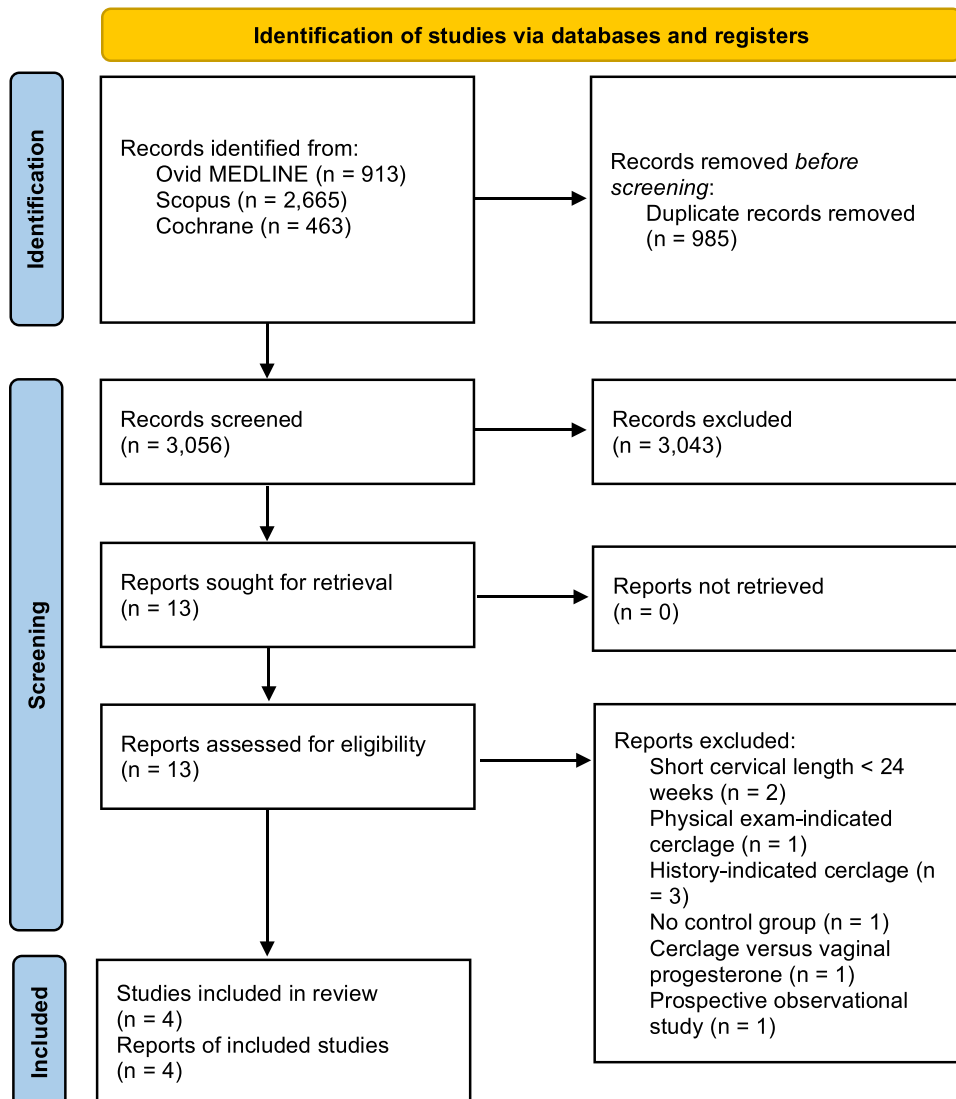 Identification of studies via databases and registers
Identification
Records identified from:
Ovid MEDLINE (n = 913)
Scopus (n = 2,665)
Cochrane (n = 463)
Records removed before
screening:
Duplicate records removed
(n = 985)
Screening
Records screened
(n = 3,056)
Records excluded
(n = 3,043)
Reports sought for retrieval
(n = 13)
Reports not retrieved
(n = 0)
Reports assessed for eligibility
(n = 13)
Reports excluded:
Short cervical length < 24
weeks (n = 2)
Physical exam-indicated
cerclage (n = 1)
History-indicated cerclage (n
= 3)
No control group (n = 1)
Cerclage versus vaginal
progesterone (n = 1)
Prospective observational
study (n = 1)
Included
Studies included in review
(n = 4)
Reports of included studies
(n = 4)